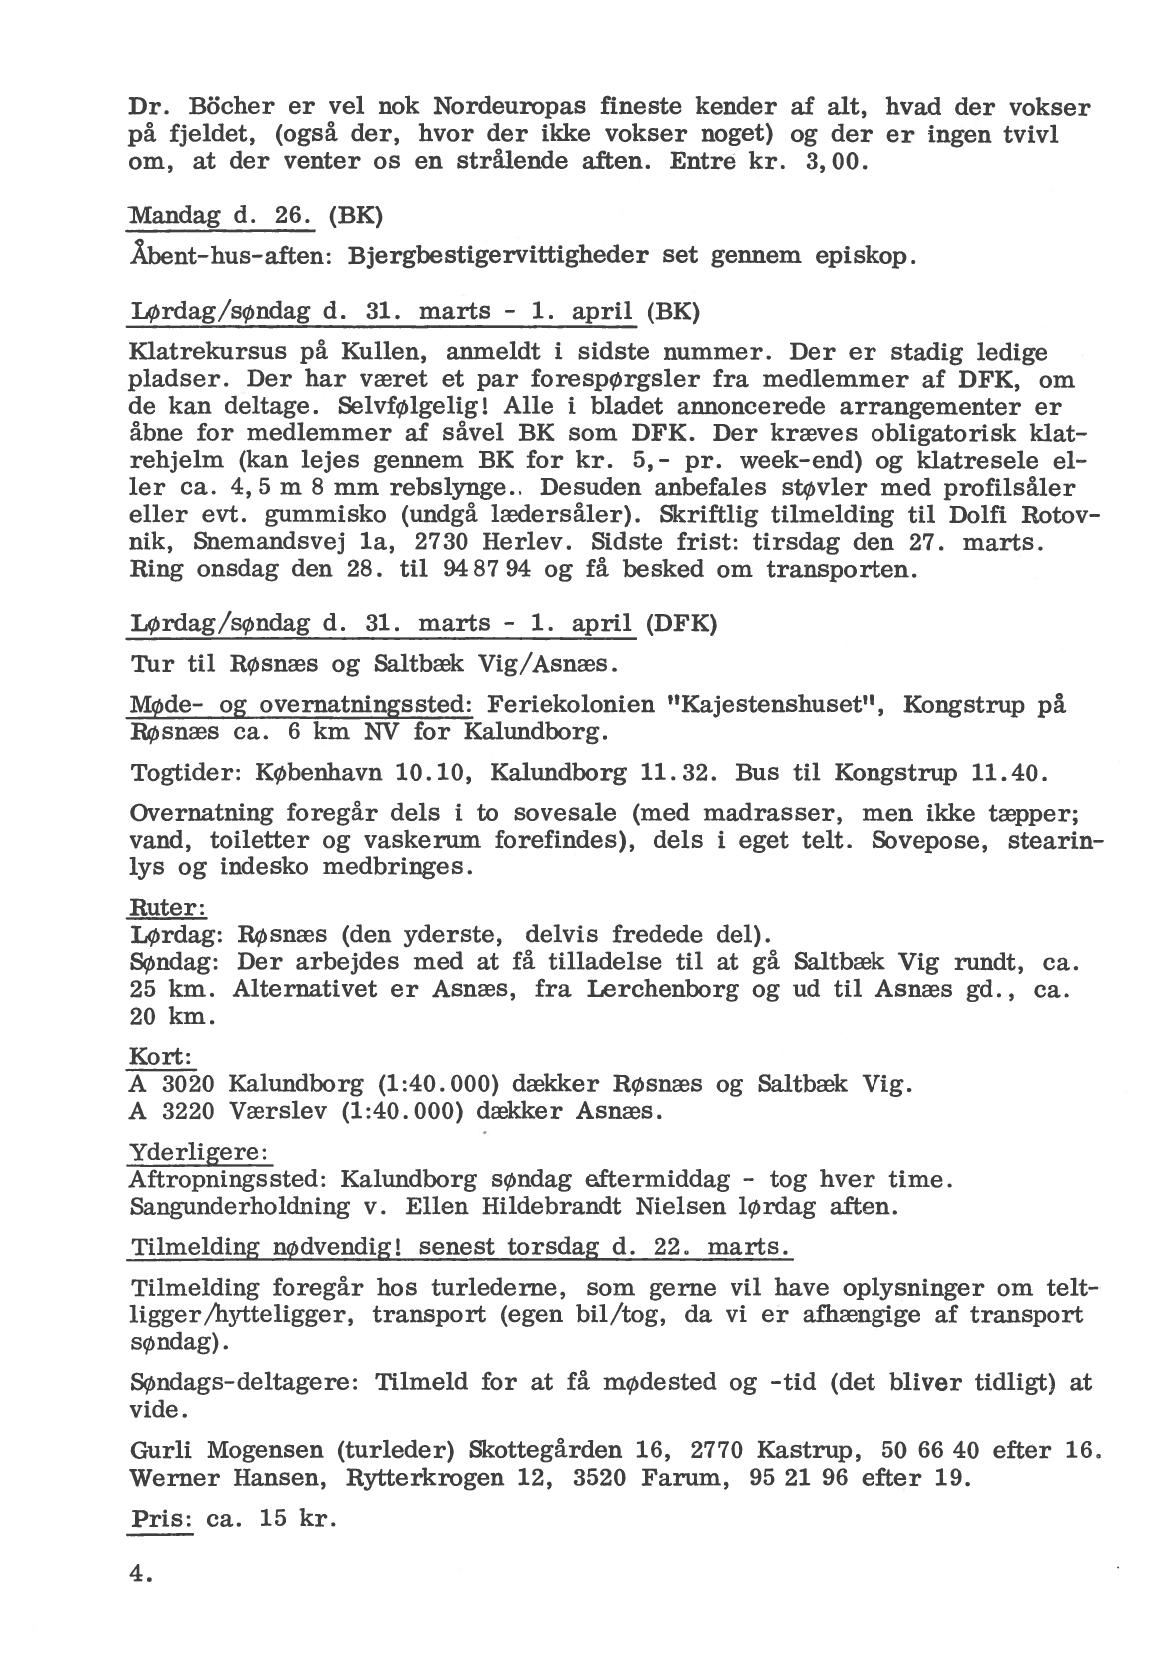 Dr. Böcher er vel nok Nordeuropas fineste kender af alt, hvad der vokser
på fjeldet, (også der, hvor der ikke vokser noget) og der er ingen tvivl
om, at der venter os en strålende aften. Entre kr. 3,00.
Mandag d. 26. (BK)
Åbent-hus-aften: Bjergbestigervittigheder set gennem episkop.
Lørdag/søndag d. 31. marts - 1. april (BK)
Klatrekursus på Kullen, anmeldt i sidste nummer. Der er stadig ledige
pladser. Der har været et par forespørgsler fra medlemmer af DFK, om
de kan deltage. Selvfølgelig! Alle i bladet annoncerede arrangementer er
åbne for medlemmer af såvel BK som DFK. Der kræves obligatorisk klat-
rehjelm (kan lejes gennem BK for kr. 5,- pr. week-end) og klatresele el-
ler ca. 4,5 m 8 mm rebslynge.. Desuden anbefales støvler med profilsåler
eller evt. gummisko (undgå lædersåler). Skriftlig tilmelding til Dolfi Rotov-
nik, Snemandsvej 1a, 2730 Herlev. Sidste frist: tirsdag den 27. marts.
Ring onsdag den 28. til 94 87 94 og få besked om transporten.
Lørdag/søndag d. 31. marts - 1. april (DFK)
Tur til Røsnæs og Saltbæk Vig/Asnæs.
Møde- og overnatningssted: Feriekolonien "Kajestenshuset", Kongstrup på
Røsnæs ca. 6 km NV for Kalundborg.
Togtider: København 10.10, Kalundborg 11.32. Bus til Kongstrup 11.40.
Overnatning foregår dels i to sovesale (med madrasser, men ikke tæpper;
vand, toiletter og vaskerum forefindes), dels i eget telt. Sovepose, stearin-
lys og indesko medbringes.
Ruter:
Lørdag: Røsnæs (den yderste, delvis fredede del).
Søndag: Der arbejdes med at få tilladelse til at gå Saltbæk Vig rundt, ca.
25 km. Alternativet er Asnæs, fra Lerchenborg og ud til Asnæs gd., ca.
20 km.
Kort:
A 3020 Kalundborg (1:40.000) dækker Røsnæs og Saltbæk Vig.
A 3220 Værslev (1:40.000) dækker Asnæs.
Yderligere:
Aftropningssted: Kalundborg søndag eftermiddag - tog hver time.
Sangunderholdning v. Ellen Hildebrandt Nielsen lørdag aften.
Tilmelding nødvendig! senest torsdag d. 22. marts.
Tilmelding foregår hos turlederne, som gerne vil have oplysninger om telt-
ligger/hytteligger, transport (egen bil/tog, da vi er afhængige af transport
søndag).
Søndags-deltagere: Tilmeld for at få mødested og -tid (det bliver tidligt) at
vide.
Gurli Mogensen (turleder) Skottegården 16, 2770 Kastrup, 50 66 40 efter 16.
Werner Hansen, Rytterkrogen 12, 3520 Farum, 95 21 96 efter 19.
Pris: ca. 15 kr.
4.